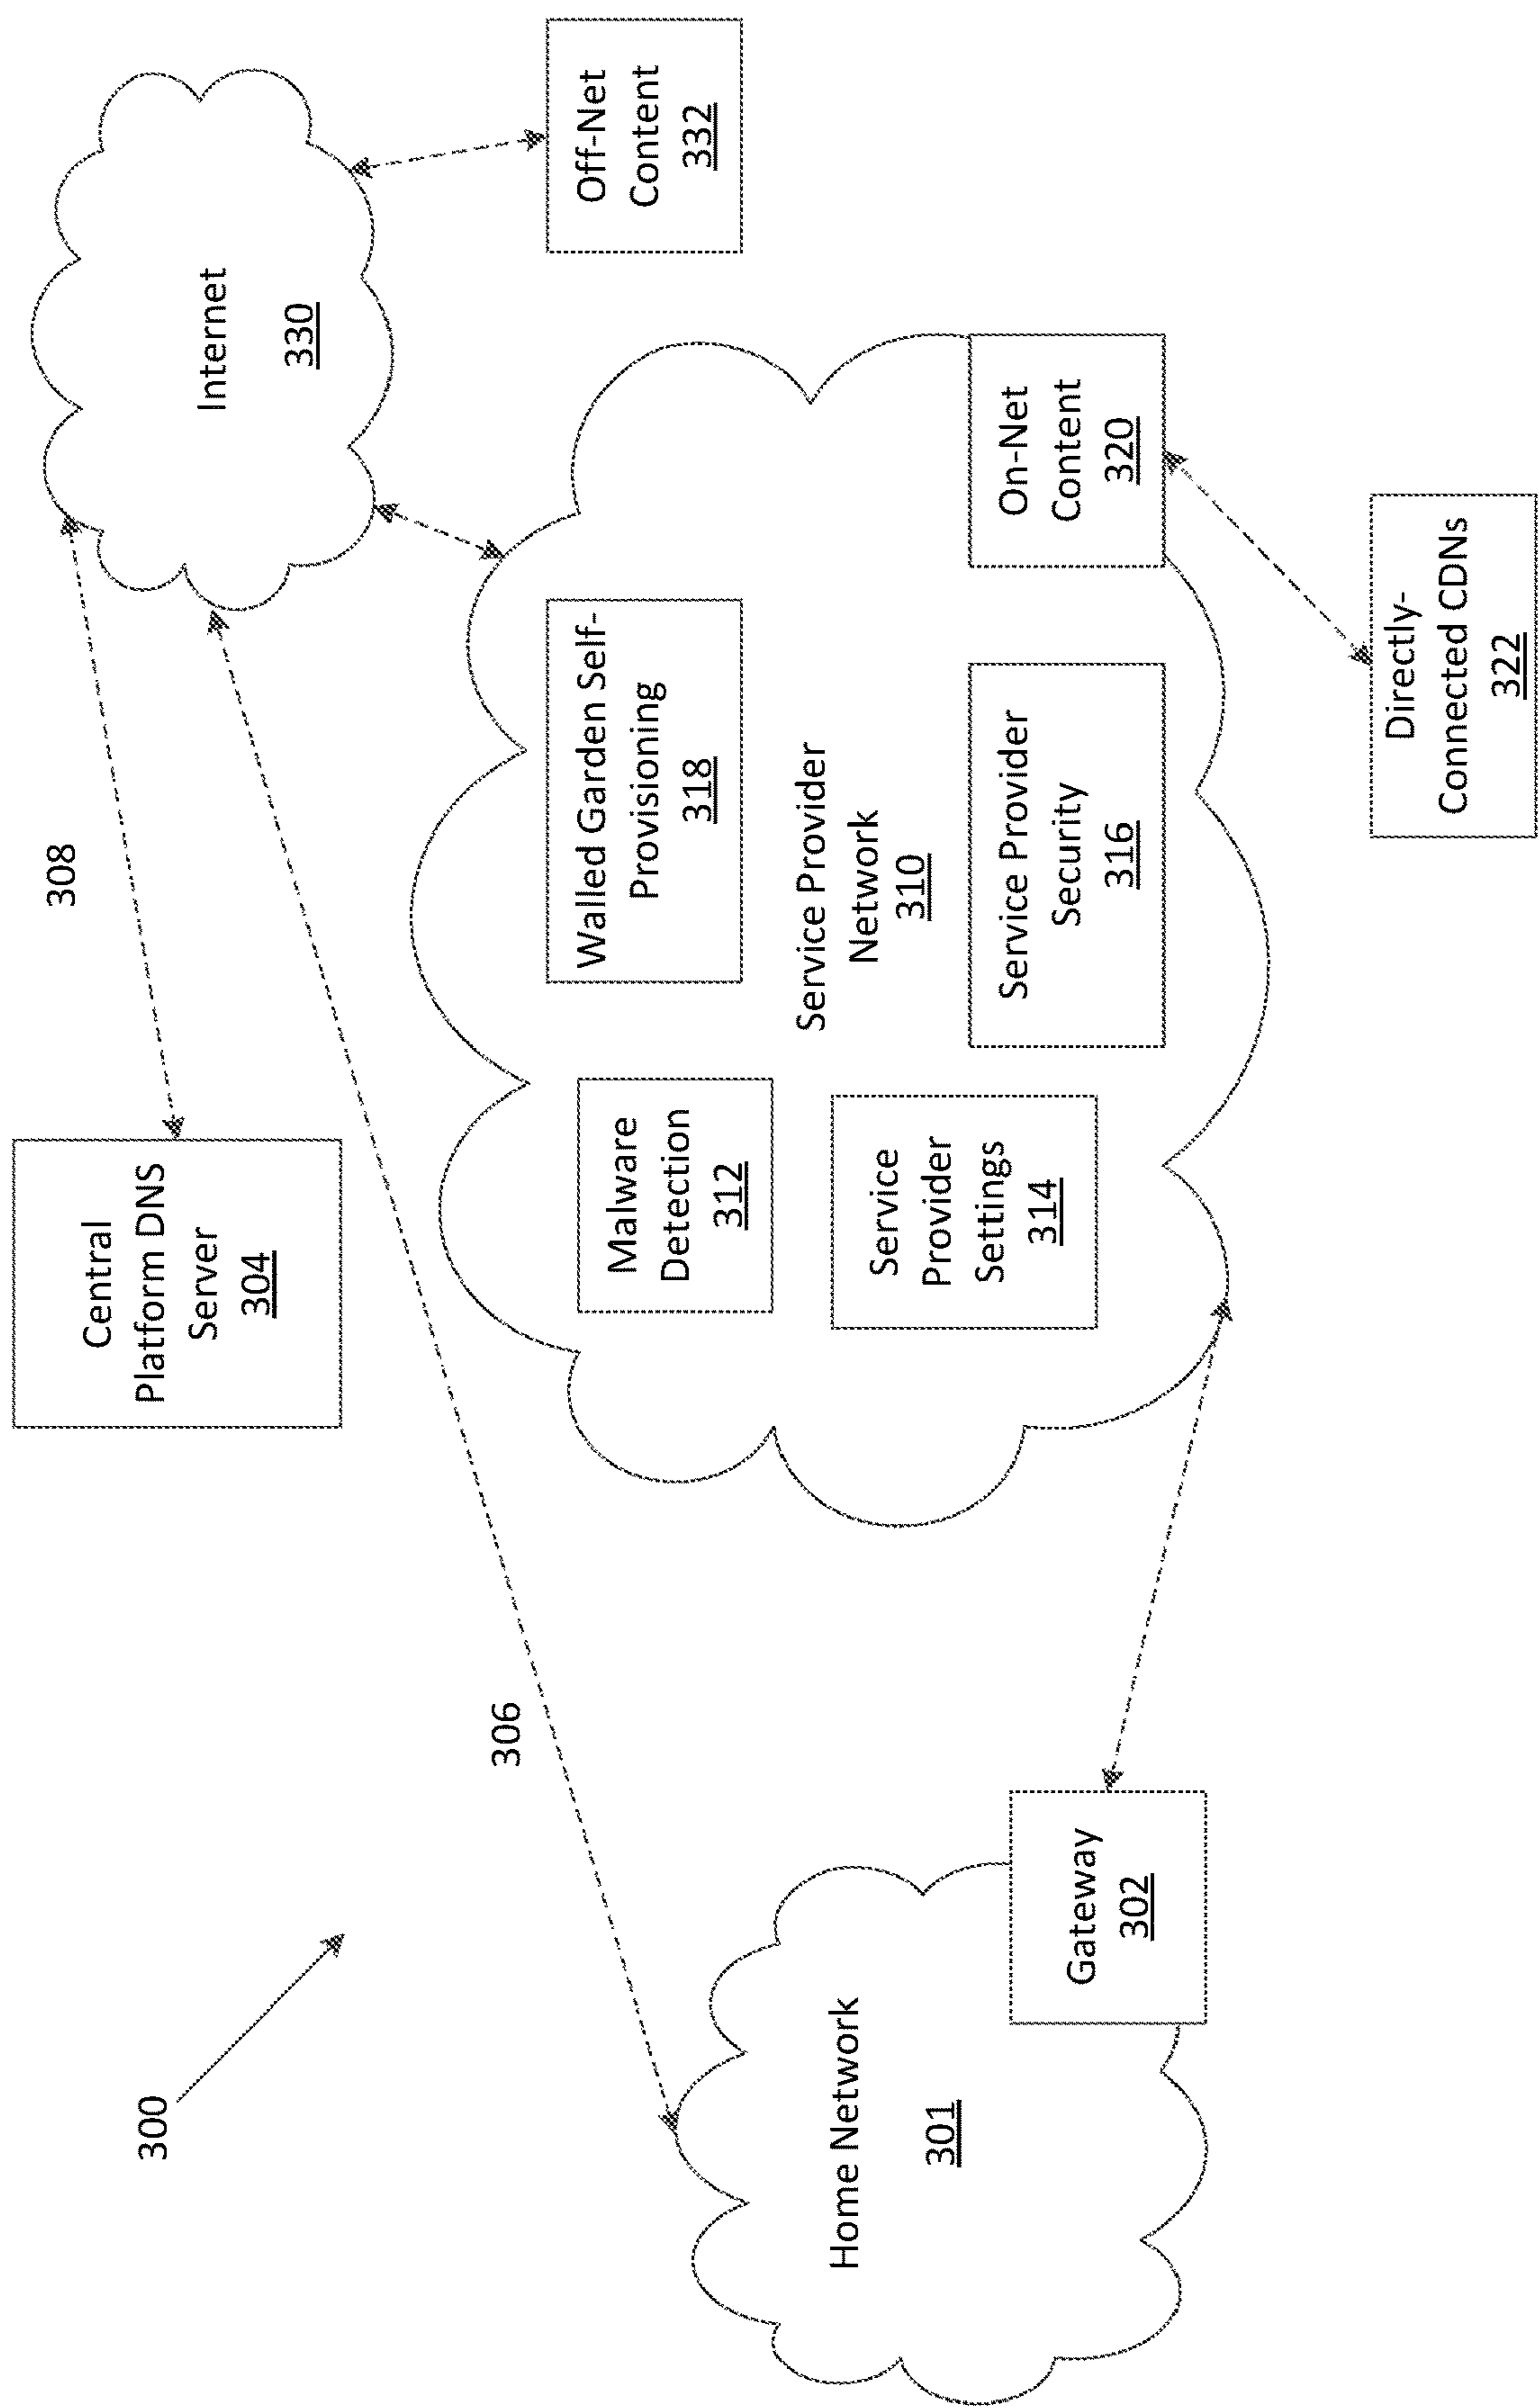 300
Central
Platform DNS
Server
304
308
Internet
330
Off-Net
Content
332
306
Malware
Detection
312
Walled Garden Self-
Provisioning
318
Service Provider
Network
310
Service
Provider
Settings
314
Service Provider
Security
316
On-Net
Content
320
Home Network
301
Gateway
302
Directly-
Connected CDNs
322